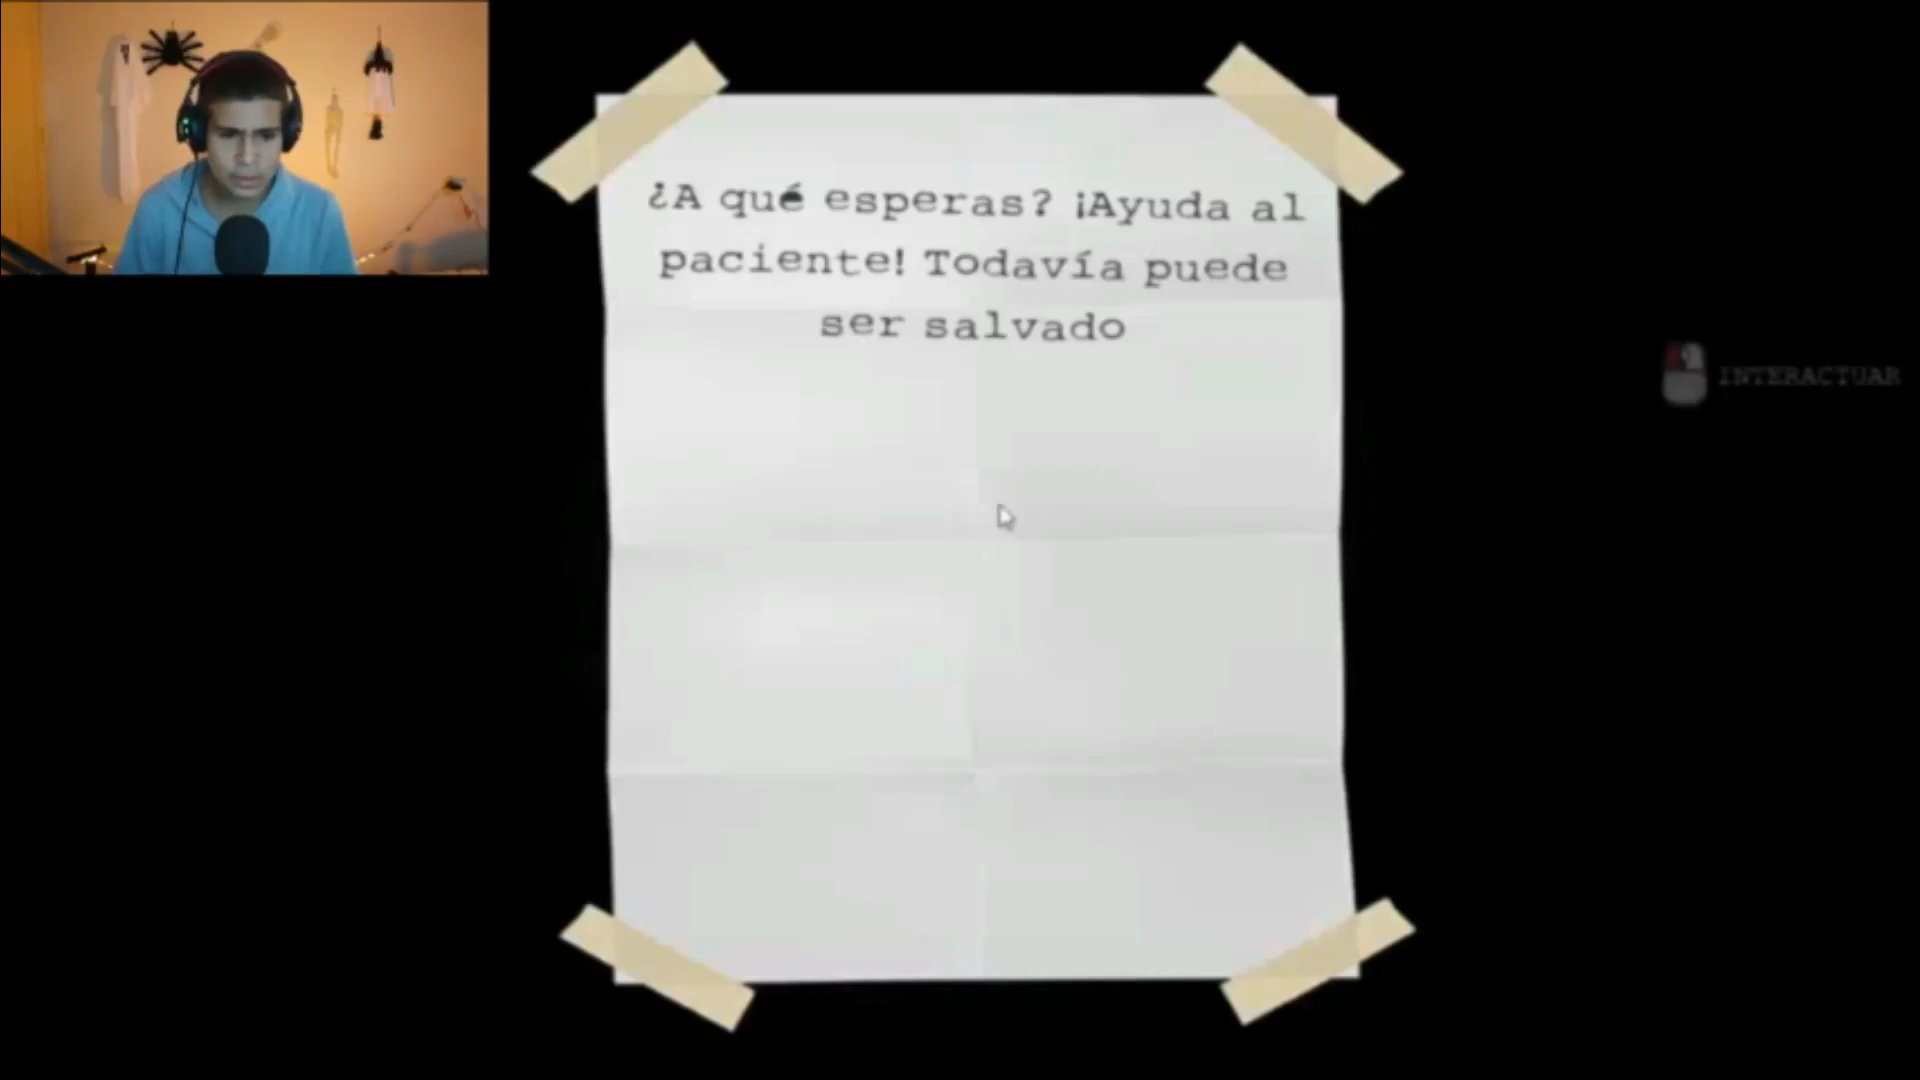 ¿A qué esperas? ¡Ayuda al
paciente! Todavía puede
ser salvado
INTERACTUAR